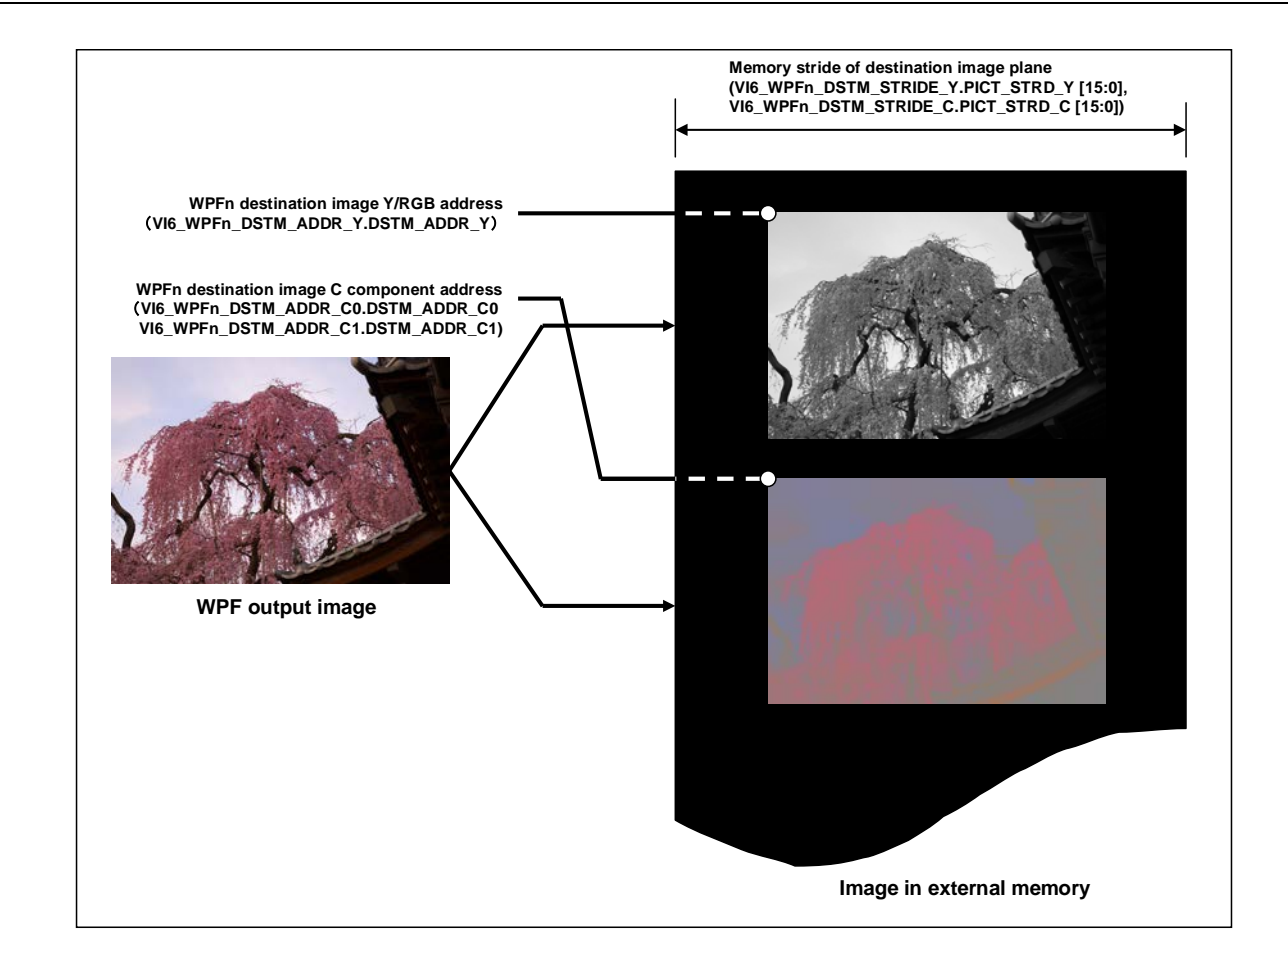 Memory stride of destination image plane
(VI6_WPFn_DSTM_STRIDE_Y.PICT_STRD_Y [15:0],
VI6_WPFn_DSTM_STRIDE_C.PICT_STRD_C [15:0])
WPFn destination image Y/RGB address
（VI6_WPFn_DSTM_ADDR_Y.DSTM_ADDR_Y）
WPFn destination image C component address
（VI6_WPFn_DSTM_ADDR_C0.DSTM_ADDR_C0
VI6_WPFn_DSTM_ADDR_C1.DSTM_ADDR_C1)
WPF output image
Image in external memory